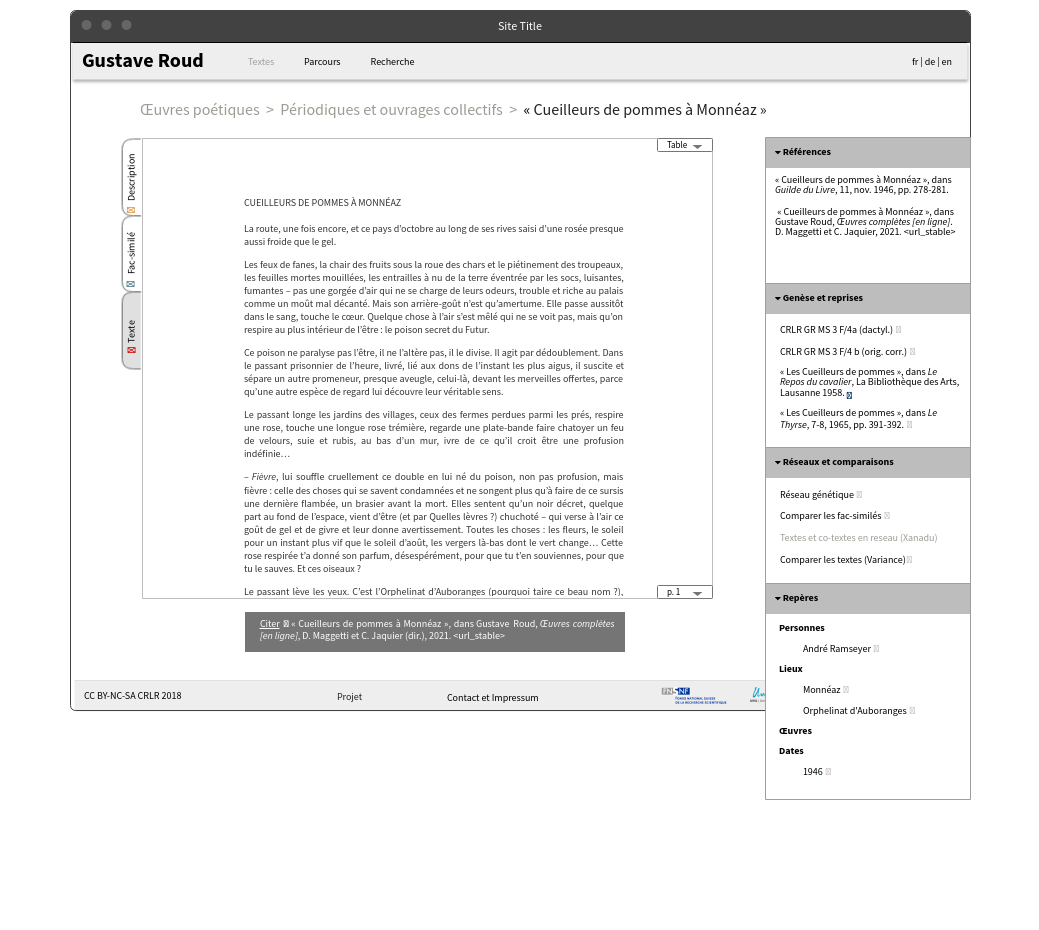 Site Title
Gustave Roud
Textes
Parcours
Recherche
fr | de | en
Œuvres poétiques > Périodiques et ouvrages collectifs > « Cueilleurs de pommes à Monnéaz »
Description
Fac-similé
Texte
Table
CUEILLEURS DE POMMES À MONNÉAZ
La route, une fois encore, et ce pays d’octobre au long de ses rives saisi d’une rosée presque
aussi froide que le gel.
Les feux de fanes, la chair des fruits sous la roue des chars et le piétinement des troupeaux,
les feuilles mortes mouillées, les entrailles à nu de la terre éventrée par les socs, luisantes,
fumantes – pas une gorgée d’air qui ne se charge de leurs odeurs, trouble et riche au palais
comme un moût mal décanté. Mais son arrière-goût n’est qu’amertume. Elle passe aussitôt
dans le sang, touche le cœur. Quelque chose à l’air s’est mêlé qui ne se voit pas, mais qu’on
respire au plus intérieur de l’être : le poison secret du Futur.
Ce poison ne paralyse pas l’être, il ne l’altère pas, il le divise. Il agit par dédoublement. Dans
le passant prisonnier de l’heure, livré, lié aux dons de l’instant les plus aigus, il suscite et
sépare un autre promeneur, presque aveugle, celui-là, devant les merveilles offertes, parce
qu’une autre espèce de regard lui découvre leur véritable sens.
Le passant longe les jardins des villages, ceux des fermes perdues parmi les prés, respire
une rose, touche une longue rose trémière, regarde une plate-bande faire chatoyer un feu
de velours, suie et rubis, au bas d’un mur, ivre de ce qu’il croit être une profusion
indéfinie…
– Fièvre, lui souffle cruellement ce double en lui né du poison, non pas profusion, mais
fièvre : celle des choses qui se savent condamnées et ne songent plus qu’à faire de ce sursis
une dernière flambée, un brasier avant la mort. Elles sentent qu’un noir décret, quelque
part au fond de l’espace, vient d’être (et par Quelles lèvres ?) chuchoté – qui verse à l’air ce
goût de gel et de givre et leur donne avertissement. Toutes les choses : les fleurs, le soleil
pour un instant plus vif que le soleil d’août, les vergers là-bas dont le vert change… Cette
rose respirée t’a donné son parfum, désespérément, pour que tu t’en souviennes, pour que
tu le sauves. Et ces oiseaux ?
Le passant lève les yeux. C’est l’Orphelinat d’Auboranges (pourquoi taire ce beau nom ?),
p. 1
Citer « Cueilleurs de pommes à Monnéaz », dans Gustave Roud, Œuvres complètes
[en ligne], D. Maggetti et C. Jaquier (dir.), 2021. <url_stable>
Références
« Cueilleurs de pommes à Monnéaz », dans
Guilde du Livre, 11, nov. 1946, pp. 278-281.
« Cueilleurs de pommes à Monnéaz », dans
Gustave Roud, Œuvres complètes [en ligne].
D. Maggetti et C. Jaquier, 2021. <url_stable>
Genèse et reprises
CRLR GR MS 3 F/4a (dactyl.)
CRLR GR MS 3 F/4 b (orig. corr.)
« Les Cueilleurs de pommes », dans Le
Repos du cavalier, La Bibliothèque des Arts,
Lausanne 1958.
« Les Cueilleurs de pommes », dans Le
Thyrse, 7-8, 1965, pp. 391-392.
Réseaux et comparaisons
Réseau génétique
Comparer les fac-similés
Textes et co-textes en reseau (Xanadu)
Comparer les textes (Variance)
Repères
Personnes
André Ramseyer
Lieux
Monnéaz
Orphelinat d'Auboranges
Œuvres
Dates
1946
CC BY-NC-SA CRLR 2018
Projet
Contact et Impressum
FNSNF
FONDS NATIONAL SUISSE
DE LA RECHERCHE SCIENTIFIQUE